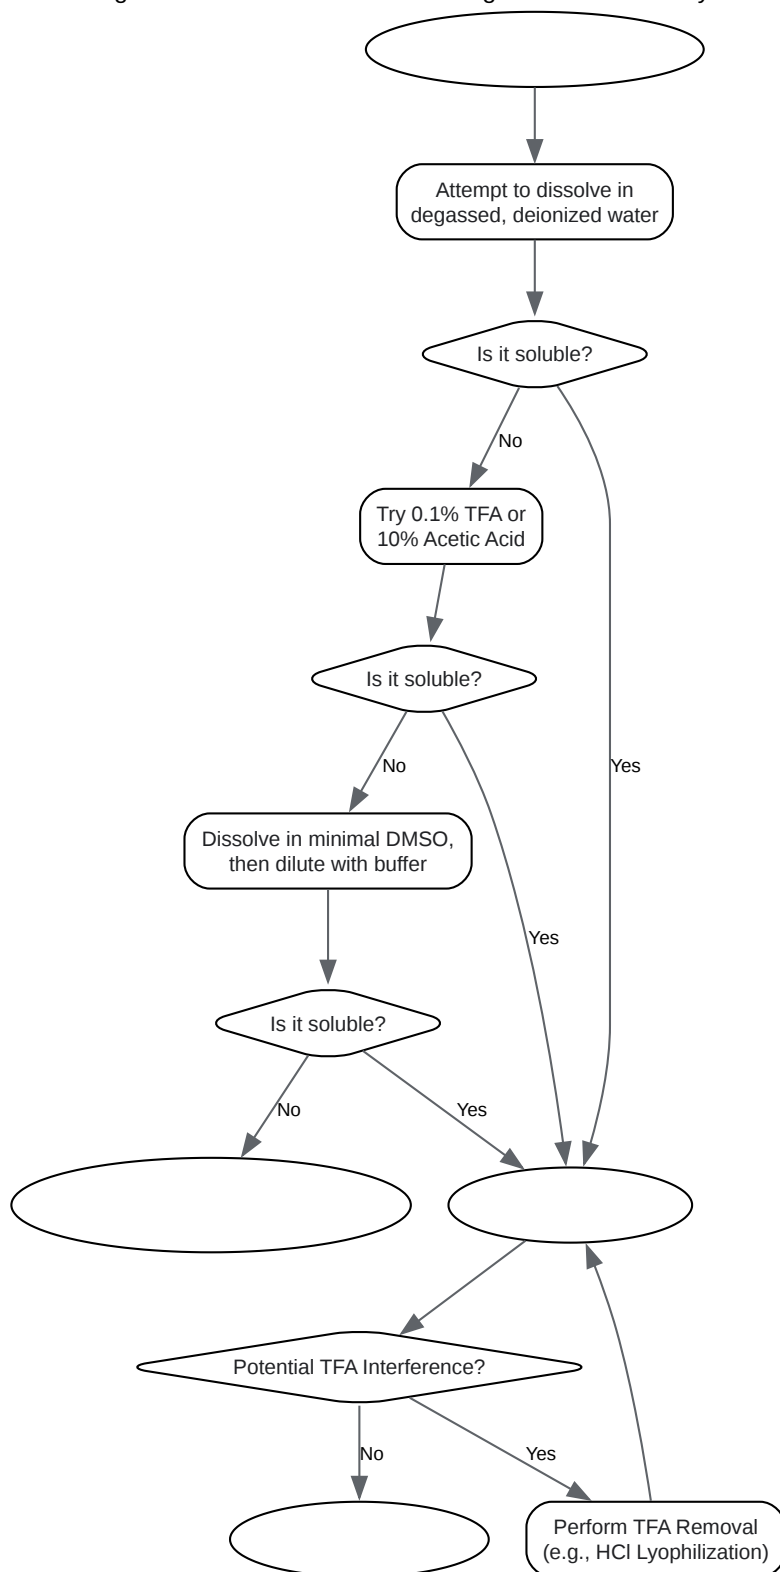 Attempt to dissolve in
degassed, deionized water
Is it soluble?
No
Try 0.1% TFA or
10% Acetic Acid
Is it soluble?
No
Yes
Dissolve in minimal DMSO,
then dilute with buffer
Yes
Is it soluble?
No
Yes
Potential TFA Interference?
No
Yes
Perform TFA Removal
(e.g., HCl Lyophilization)